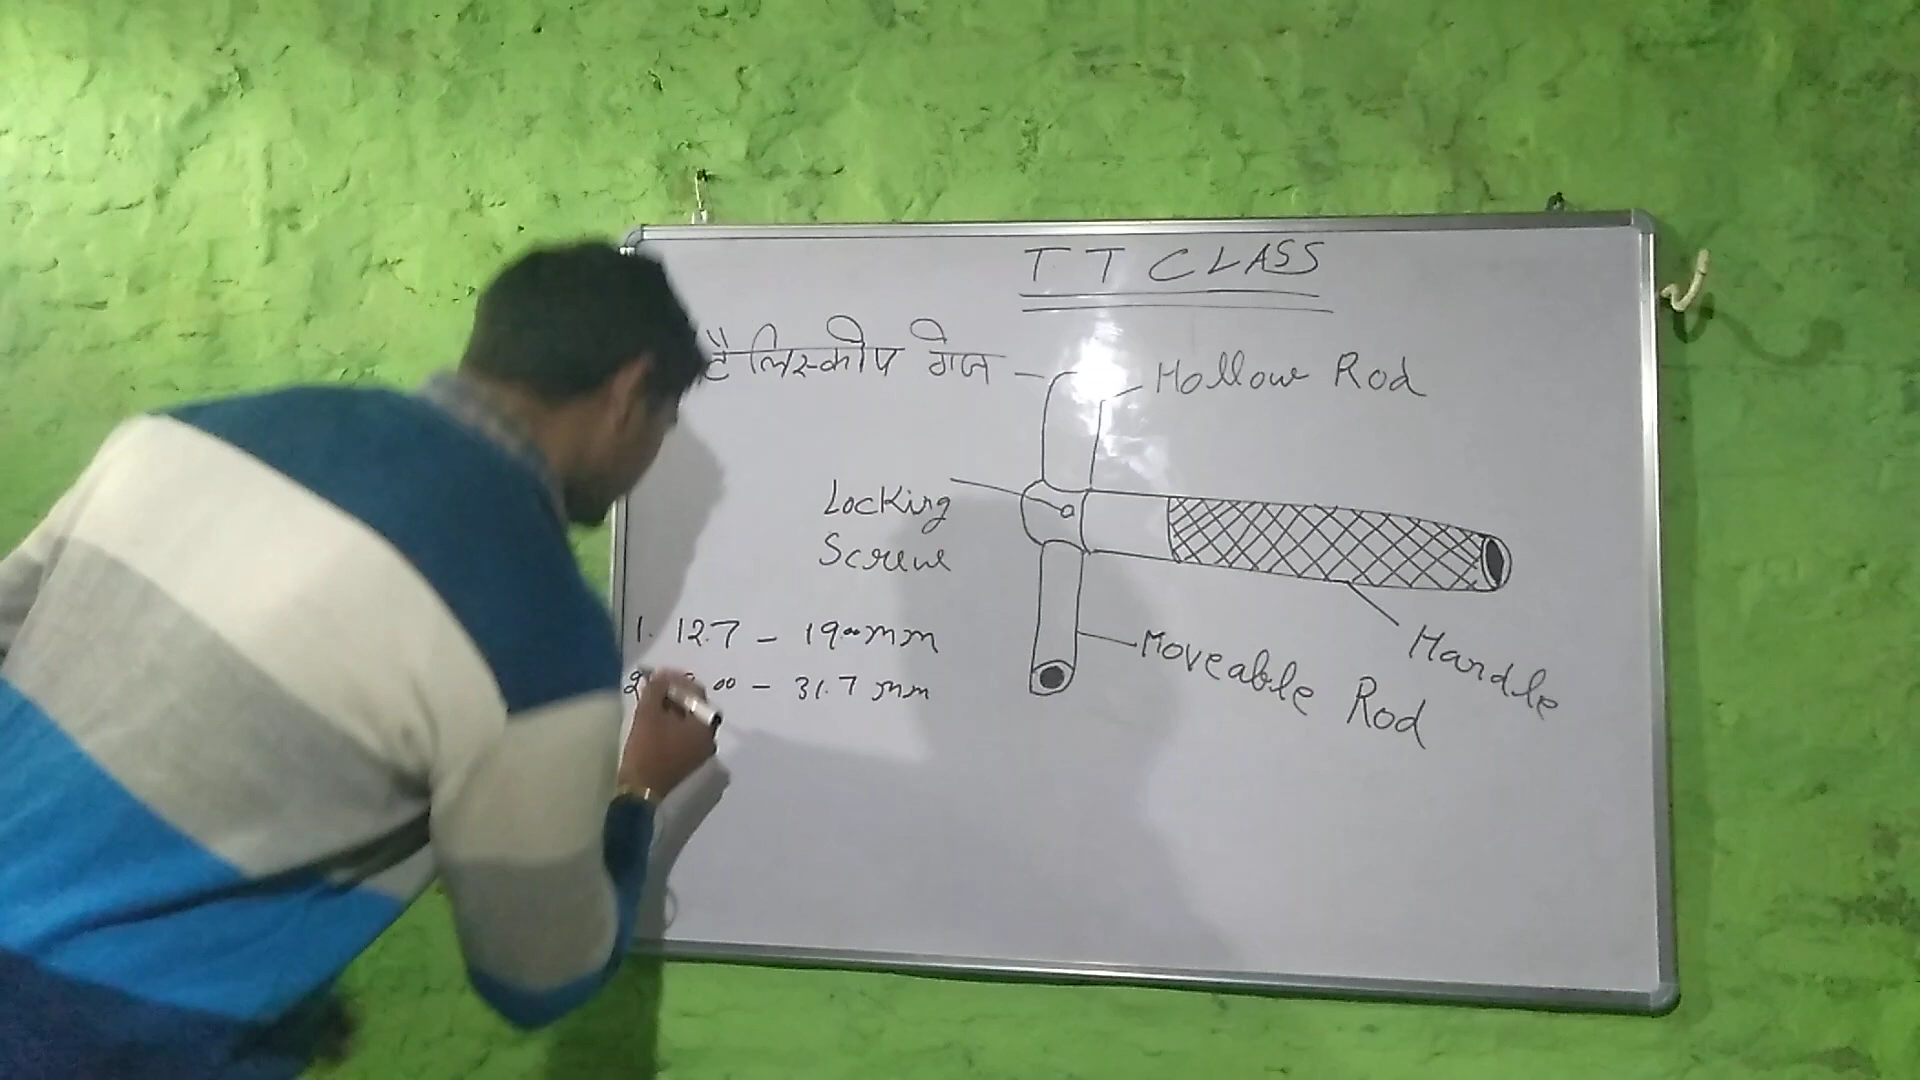 T T CLASS
टैलिस्कोप गेज -
Hollow Rod
Locking
Screw
1. 12.7 - 19.00 mm
- 31.7 mm
Handle
Moveable Rod